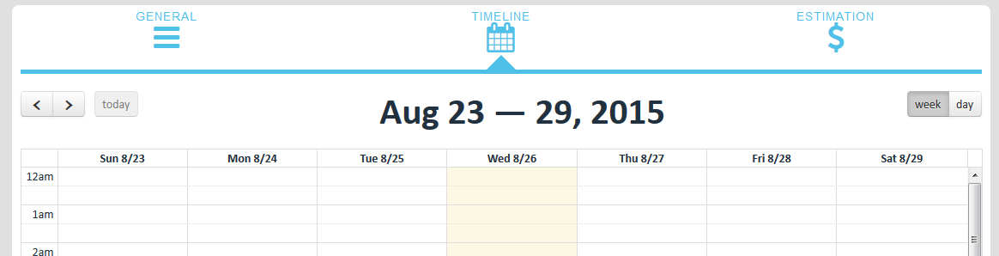 GENERAL TIMELINE ESTIMATION
today Aug 23 — 29, 2015 week day
Sun 8/23 Mon 8/24 Tue 8/25 Wed 8/26 Thu 8/27 Fri 8/28 Sat 8/29
12am
1am
2am